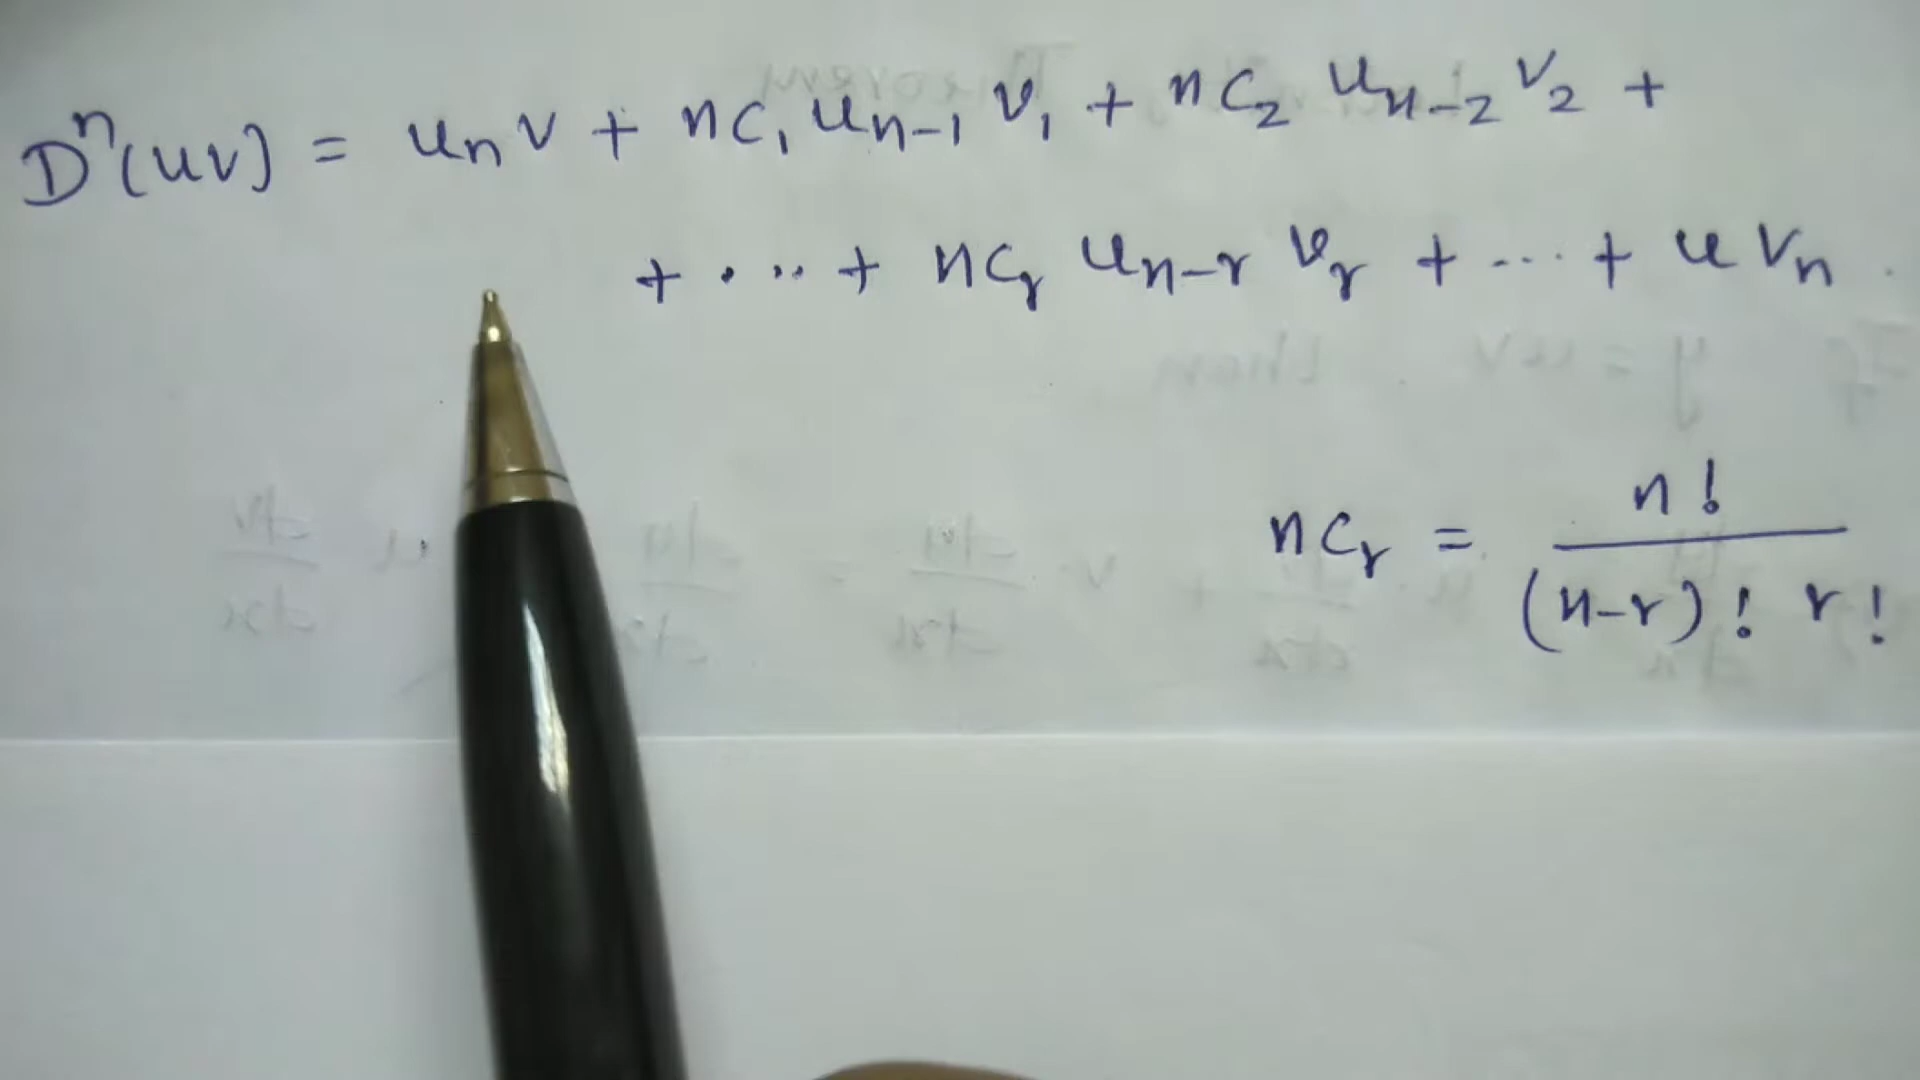 Dⁿ(uv) = uₙv + nc₁ uₙ₋₁ v₁ + nc₂ uₙ₋₂ v₂ +
+ .... + ncᵣ uₙ₋ᵣ vᵣ + .... + u vₙ.
ncᵣ = n! / (n-r)! r!